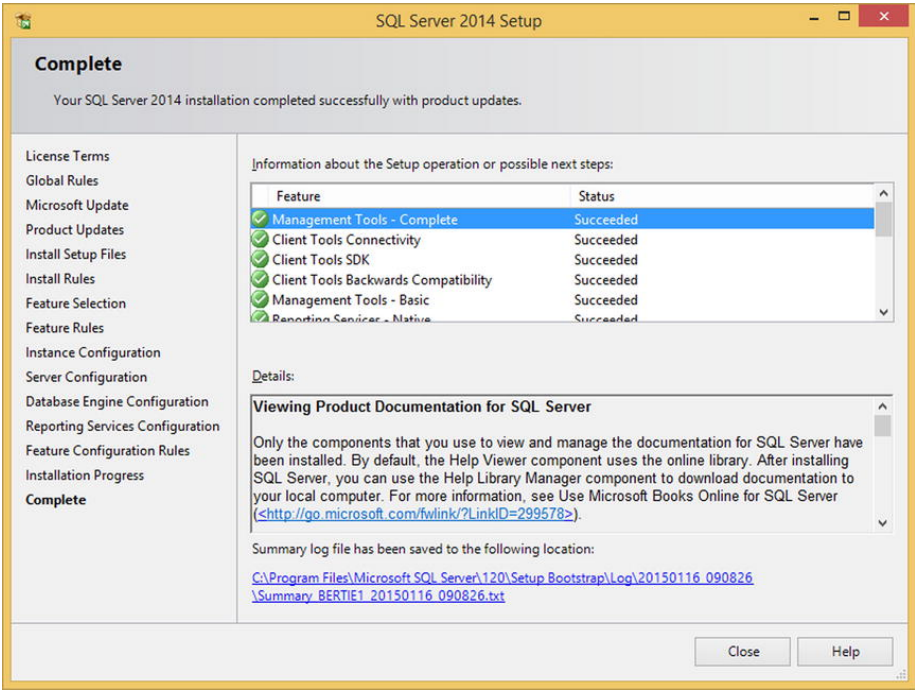 SQL Server 2014 Setup
Complete
Your SQL Server 2014 installation completed successfully with product updates.
License Terms
Global Rules
Microsoft Update
Product Updates
Install Setup Files
Install Rules
Feature Selection
Feature Rules
Instance Configuration
Server Configuration
Database Engine Configuration
Reporting Services Configuration
Feature Configuration Rules
Installation Progress
Complete
Information about the Setup operation or possible next steps:
Feature Status
Management Tools - Complete Succeeded
Client Tools Connectivity Succeeded
Client Tools SDK Succeeded
Client Tools Backwards Compatibility Succeeded
Management Tools - Basic Succeeded
Reporting Services - Native Succeeded
Details:
Viewing Product Documentation for SQL Server
Only the components that you use to view and manage the documentation for SQL Server have
been installed. By default, the Help Viewer component uses the online library. After installing
SQL Server, you can use the Help Library Manager component to download documentation to
your local computer. For more information, see Use Microsoft Books Online for SQL Server
(<http://go.microsoft.com/fwlink/?LinkID=299578>).
Summary log file has been saved to the following location:
C:\Program Files\Microsoft SQL Server\120\Setup Bootstrap\Log\20150116_090826
\Summary_BERTIE1_20150116_090826.txt
Close Help